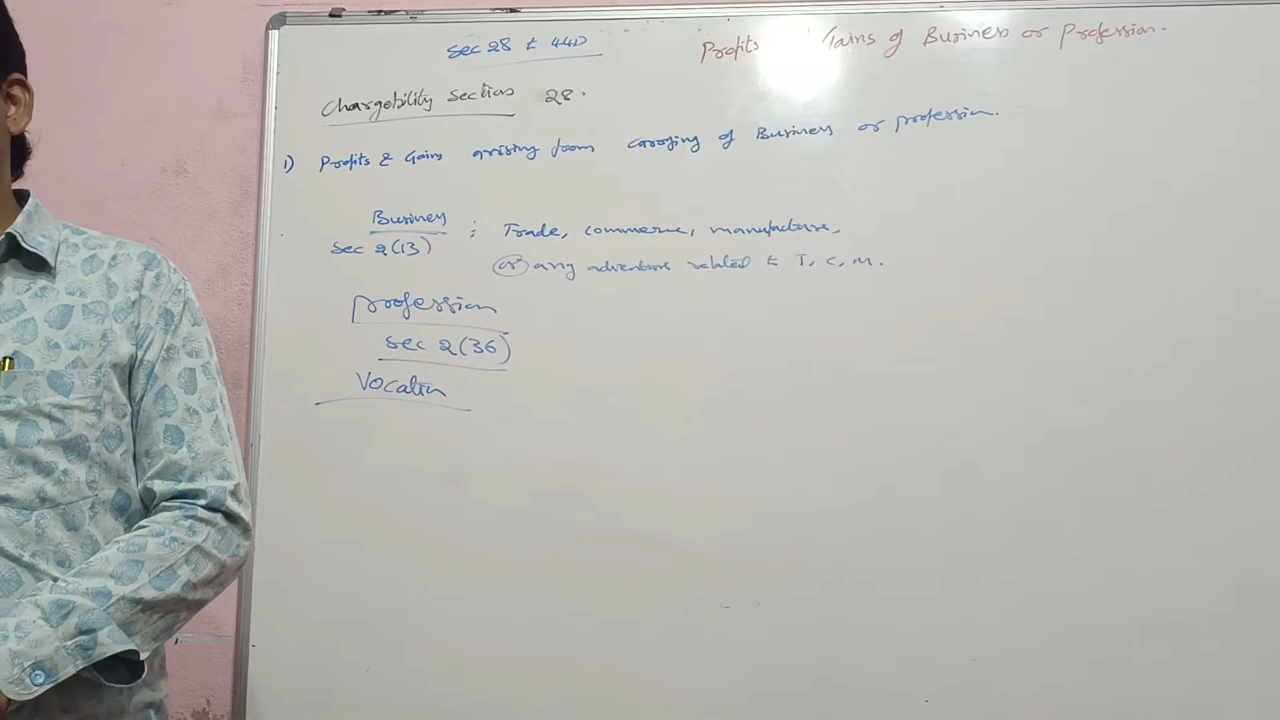 Sec 28 t 44D
Profits Gains of Business or Profession.
Chargebility Section 28.
1) Profits & Gains arising from carrying of Business or profession.
Business
Sec 2(13) : Trade, commerce, manufacture,
or any adventure related t T, C, M.
Profession
Sec 2(36)
Vocation